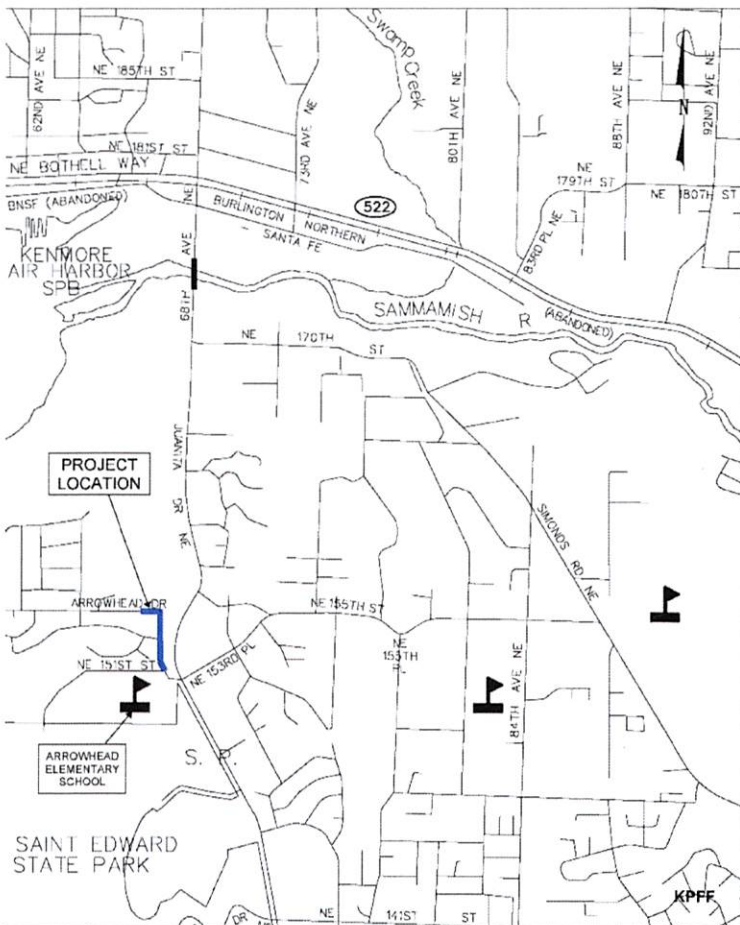 Swamp Creek
62ND AVE NE
NE 185TH ST
73RD AVE NE
80TH AVE NE
88TH AVE NE
92ND AVE NE
N
NE 181ST ST
NE BOTHELL WAY
NE
179TH ST
NE 180TH ST
BNSF (ABANDONED)
BURLINGTON NORTHERN
SANTA FE
522
83RD PL NE
KENMORE
AIR HARBOR
SPB
68TH AVE NE
SAMMAMISH R
(ABANDONED)
NE 170TH ST
PROJECT
LOCATION
JUANITA DR NE
SIMONDS RD NE
ARROWHEAD DR
NE 155TH ST
NE
155TH
PL
NE 151ST ST
NE 153RD PL
84TH AVE NE
ARROWHEAD
ELEMENTARY
SCHOOL
S. P.
SAINT EDWARD
STATE PARK
KPFF
DR
NE 141ST ST